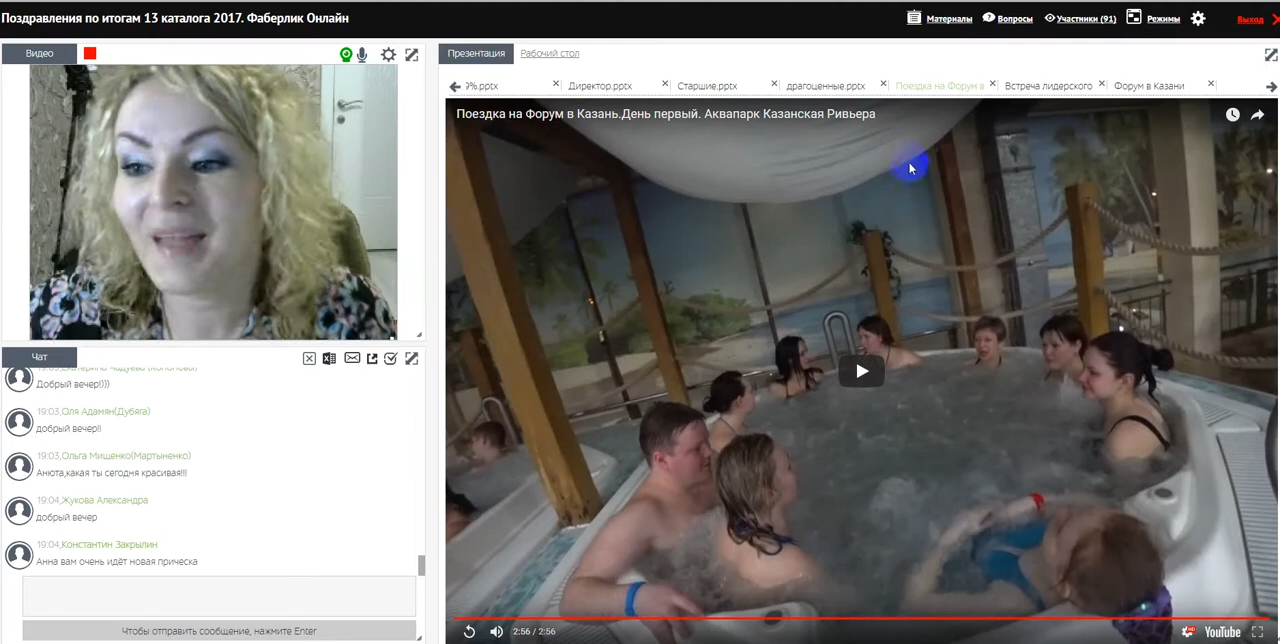 Поздравления по итогам 13 каталога 2017. Фаберлик Онлайн
Материалы
Вопросы
Участники (91)
Режимы
Выход
Видео
Презентация
Рабочий стол
Директор.pptx
Старшие.pptx
драгоценные.pptx
Поездка на Форум в
Встреча лидерского
Форум в Казани
Поездка на Форум в Казань.День первый. Аквапарк Казанская Ривьера
Чат
Добрый вечер!)))
19:03,Оля Адамян(Дубяга)
добрый вечер!!
19:03,Ольга Мищенко(Мартыненко)
Анюта,какая ты сегодня красивая!!!
19:04,Жукова Александра
добрый вечер
19:04,Константин Закрылин
Анна вам очень идёт новая прическа
Чтобы отправить сообщение, нажмите Enter
2:56 / 2:56
HD
YouTube